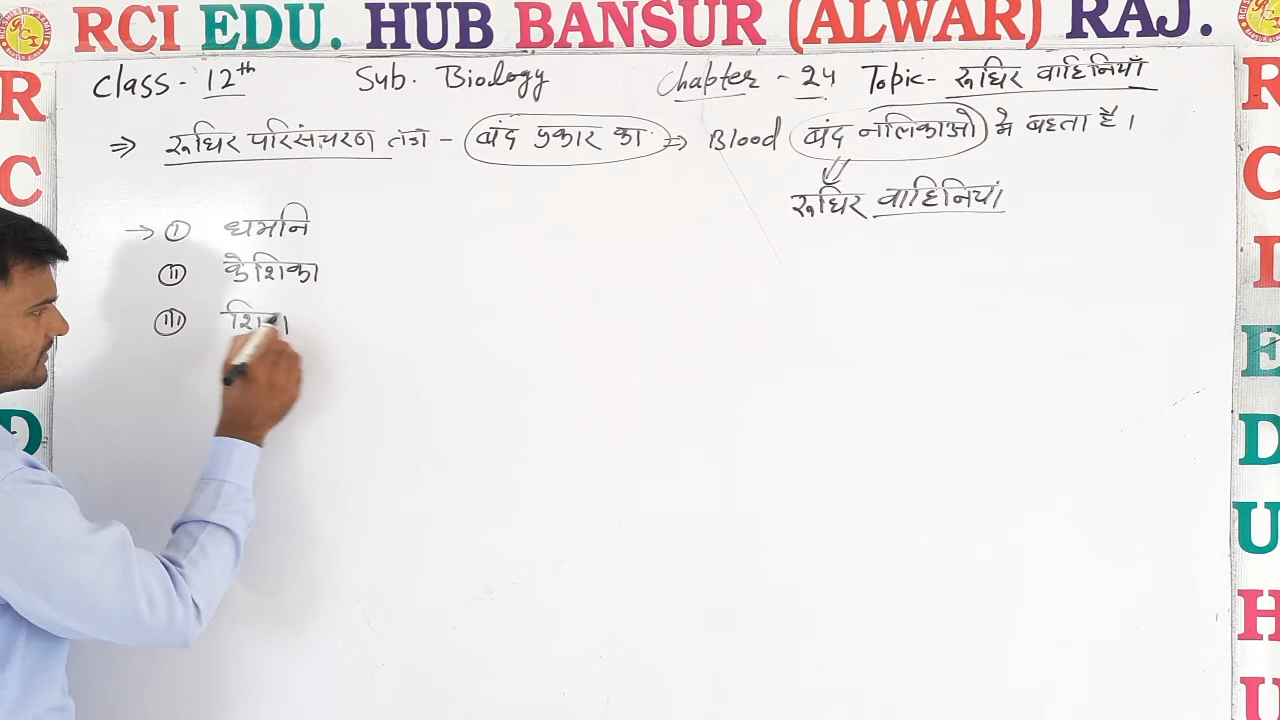 RCI EDU. HUB BANSUR (ALWAR) RAJ.
Class - 12th Sub. Biology Chapter - 24 Topic - रूधिर वाहिनियाँ
⇒ रूधिर परिसंचरण तंत्र - बंद प्रकार का ⇒ Blood बंद नलिकाओ मे बहता है।
रूधिर वाहिनियां
→ (i) धमनि
(ii) केशिका
(iii) शिरा
R
C
D
R
C
I
E
D
U
H
U